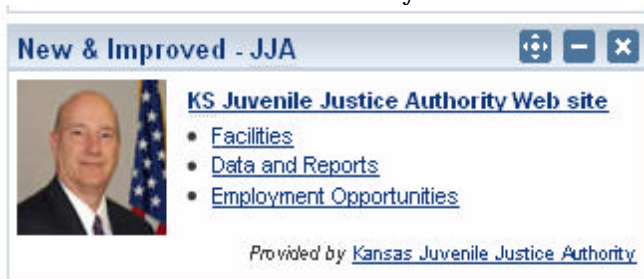 New & Improved - JJA
KS Juvenile Justice Authority Web site
• Facilities
• Data and Reports
• Employment Opportunities
Provided by Kansas Juvenile Justice Authority